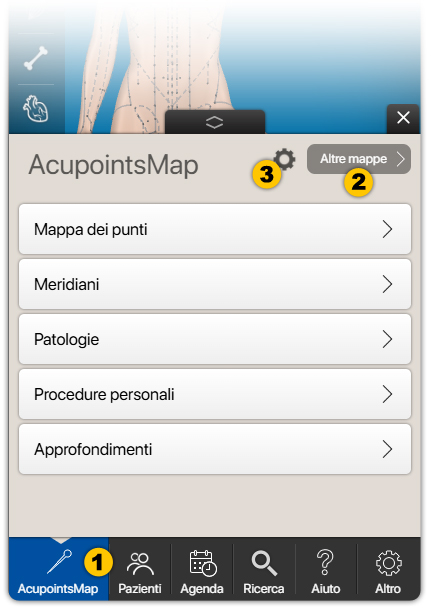 AcupointsMap
3
Altre mappe
2
Mappa dei punti
Meridiani
Patologie
Procedure personali
Approfondimenti
1
AcupointsMap
Pazienti
Agenda
Ricerca
Aiuto
Altro